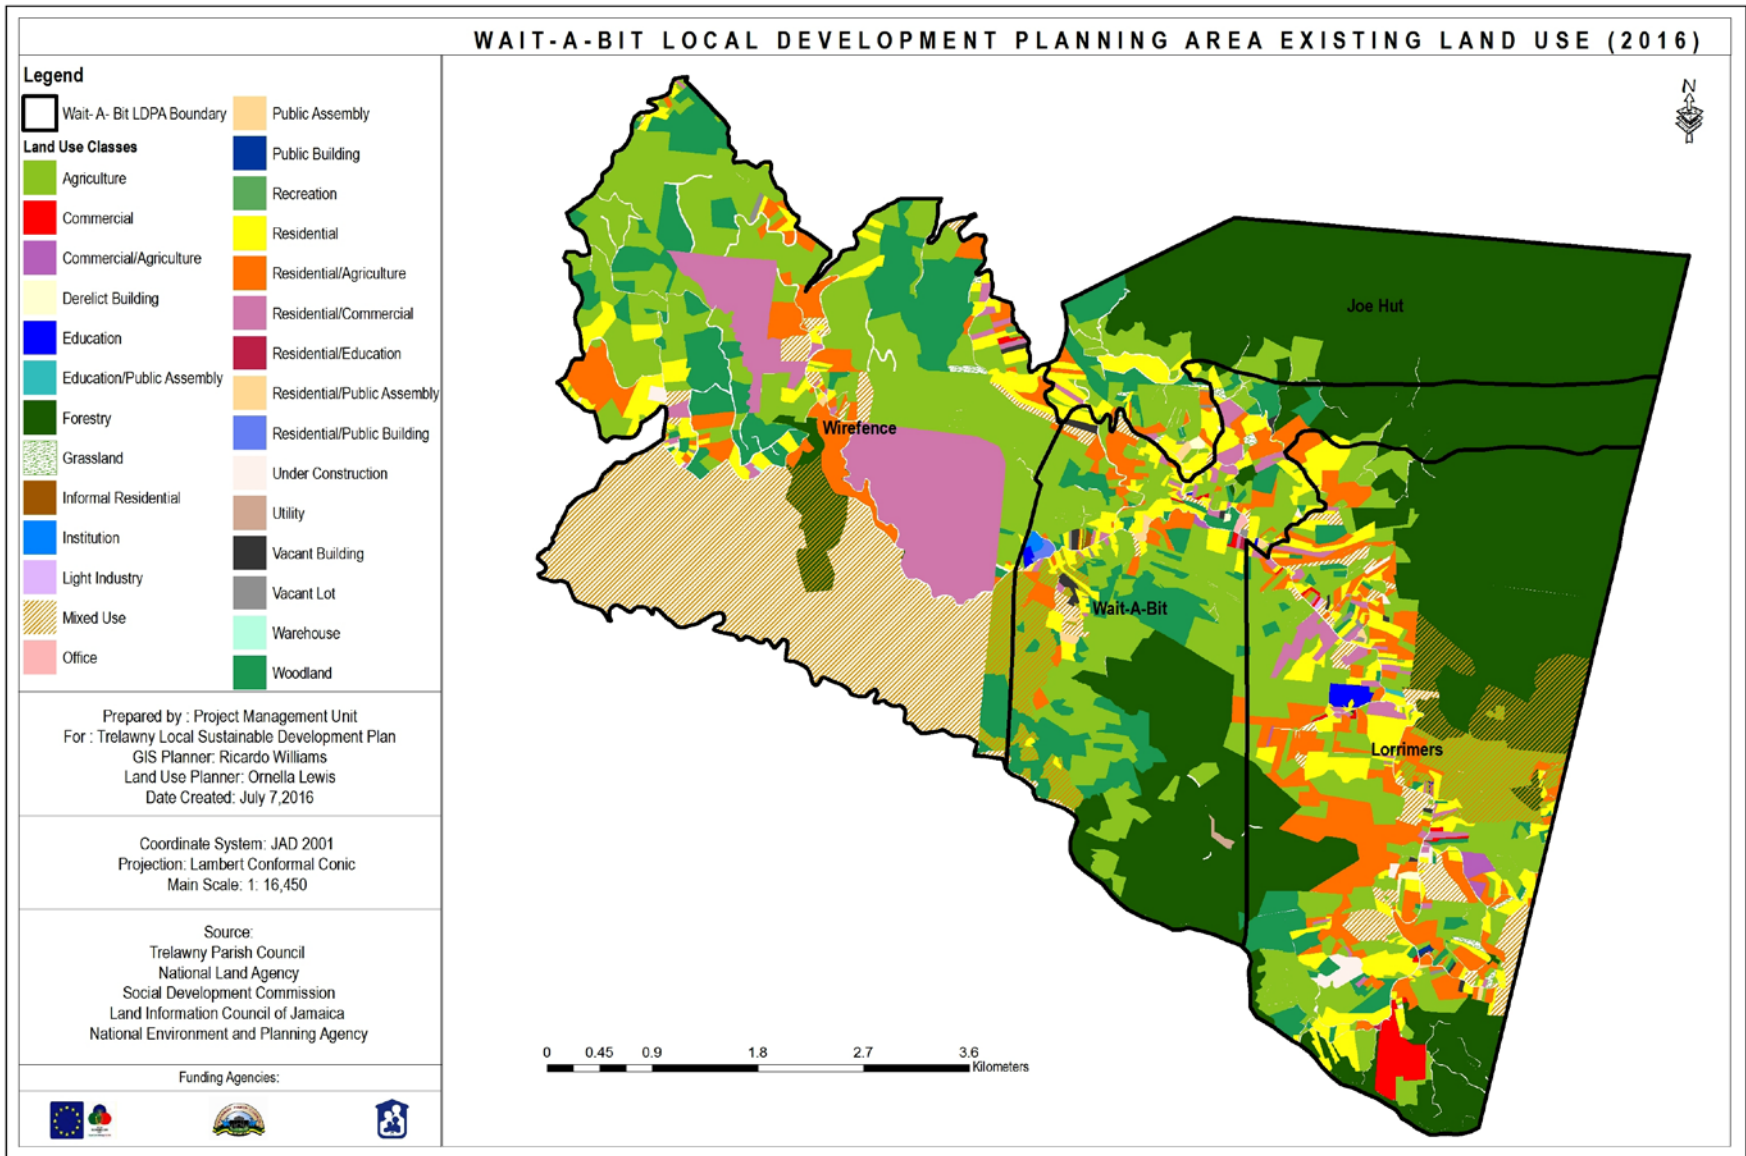 WAIT-A-BIT LOCAL DEVELOPMENT PLANNING AREA EXISTING LAND USE (2016)
Legend
Wait- A- Bit LDPA Boundary
Land Use Classes
Agriculture
Commercial
Commercial/Agriculture
Derelict Building
Education
Education/Public Assembly
Forestry
Grassland
Informal Residential
Institution
Light Industry
Mixed Use
Office
Public Assembly
Public Building
Recreation
Residential
Residential/Agriculture
Residential/Commercial
Residential/Education
Residential/Public Assembly
Residential/Public Building
Under Construction
Utility
Vacant Building
Vacant Lot
Warehouse
Woodland
Prepared by : Project Management Unit
For : Trelawny Local Sustainable Development Plan
GIS Planner: Ricardo Williams
Land Use Planner: Ornella Lewis
Date Created: July 7,2016
Coordinate System: JAD 2001
Projection: Lambert Conformal Conic
Main Scale: 1: 16,450
Source:
Trelawny Parish Council
National Land Agency
Social Development Commission
Land Information Council of Jamaica
National Environment and Planning Agency
Funding Agencies:
N
Joe Hut
Wirefence
Wait-A-Bit
Lorrimers
0 0.45 0.9 1.8 2.7 3.6
Kilometers